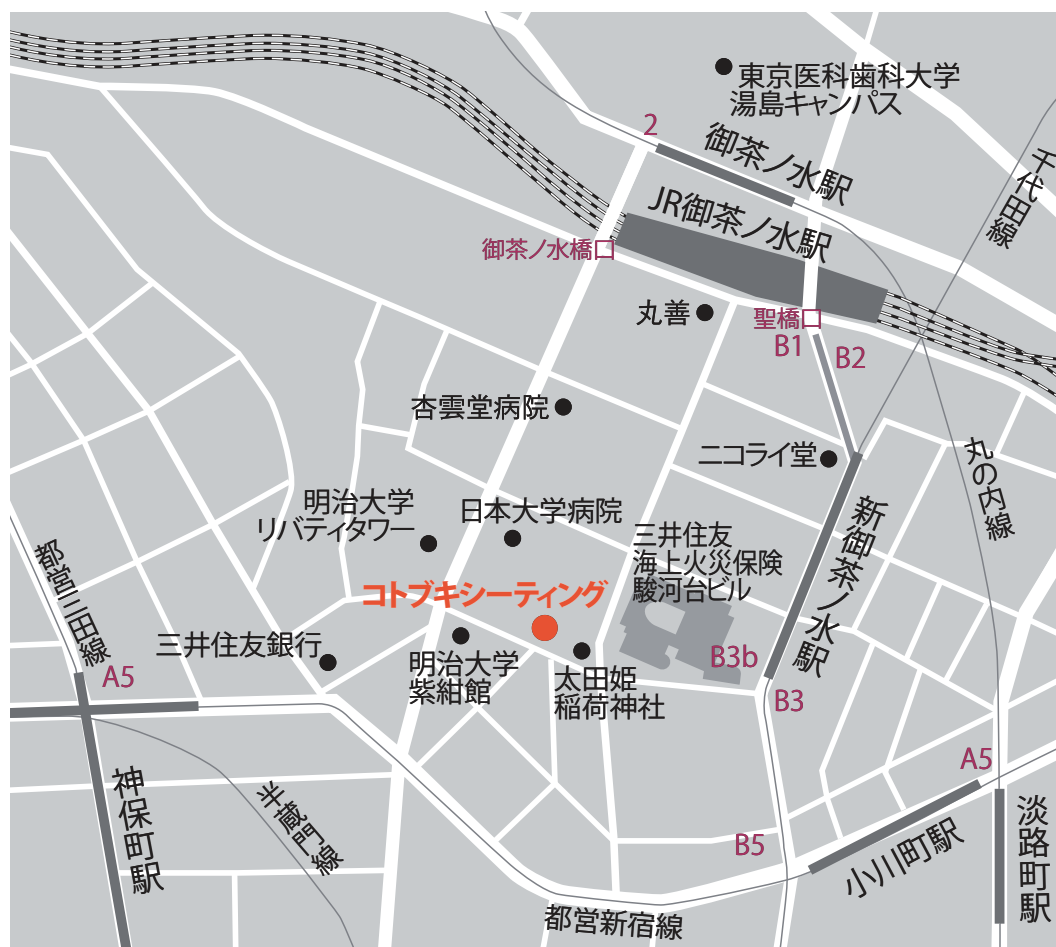 東京医科歯科大学
湯島キャンパス
2
御茶ノ水駅
千代田線
JR御茶ノ水駅
御茶ノ水橋口
丸善
聖橋口
B1
B2
杏雲堂病院
ニコライ堂
丸の内線
明治大学
リバティタワー
日本大学病院
新御茶ノ水駅
三井住友
海上火災保険
駿河台ビル
都営三田線
コトブキシーティング
三井住友銀行
A5
明治大学
紫紺館
太田姫
稲荷神社
B3b
B3
A5
神保町駅
半蔵門線
B5
小川町駅
淡路町駅
都営新宿線